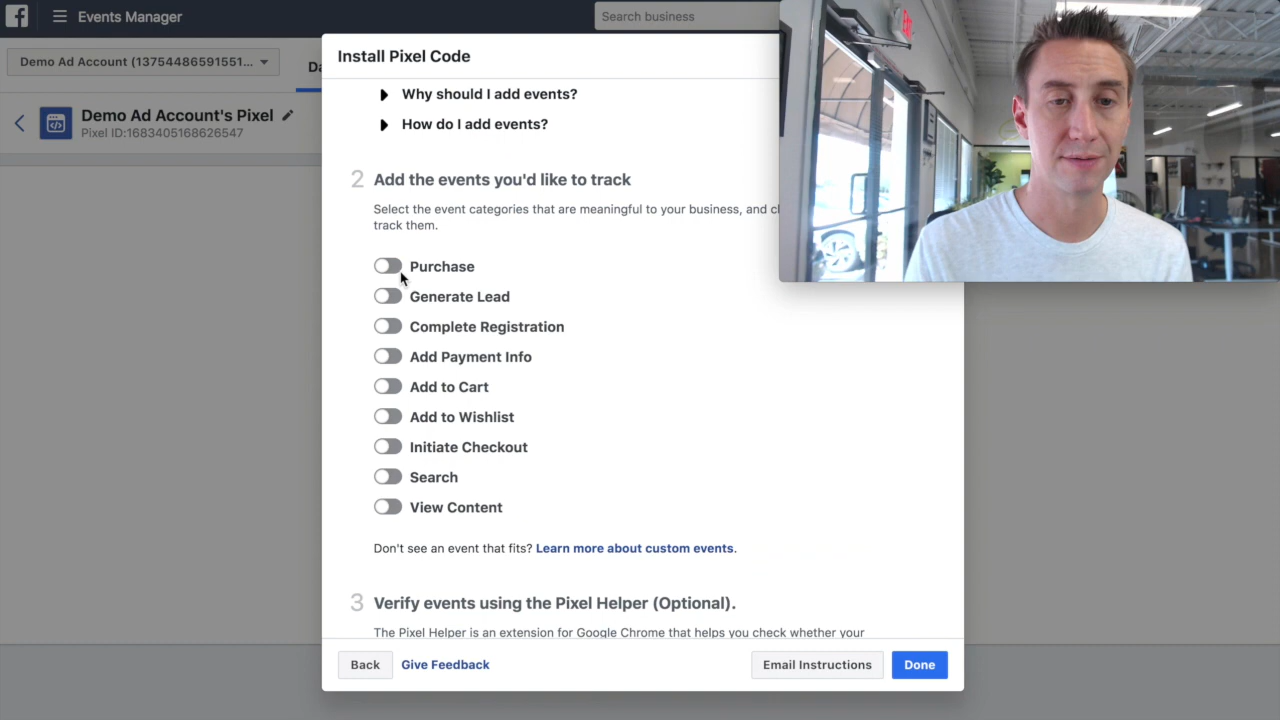 Events Manager
Search business
Demo Ad Account (13754486591551...
Da
Demo Ad Account's Pixel
Pixel ID:1683405168626547
Install Pixel Code
Why should I add events?
How do I add events?
2 Add the events you'd like to track
Select the event categories that are meaningful to your business, and cl
track them.
Purchase
Generate Lead
Complete Registration
Add Payment Info
Add to Cart
Add to Wishlist
Initiate Checkout
Search
View Content
Don't see an event that fits? Learn more about custom events.
3 Verify events using the Pixel Helper (Optional).
The Pixel Helper is an extension for Google Chrome that helps you check whether your
Back
Give Feedback
Email Instructions
Done